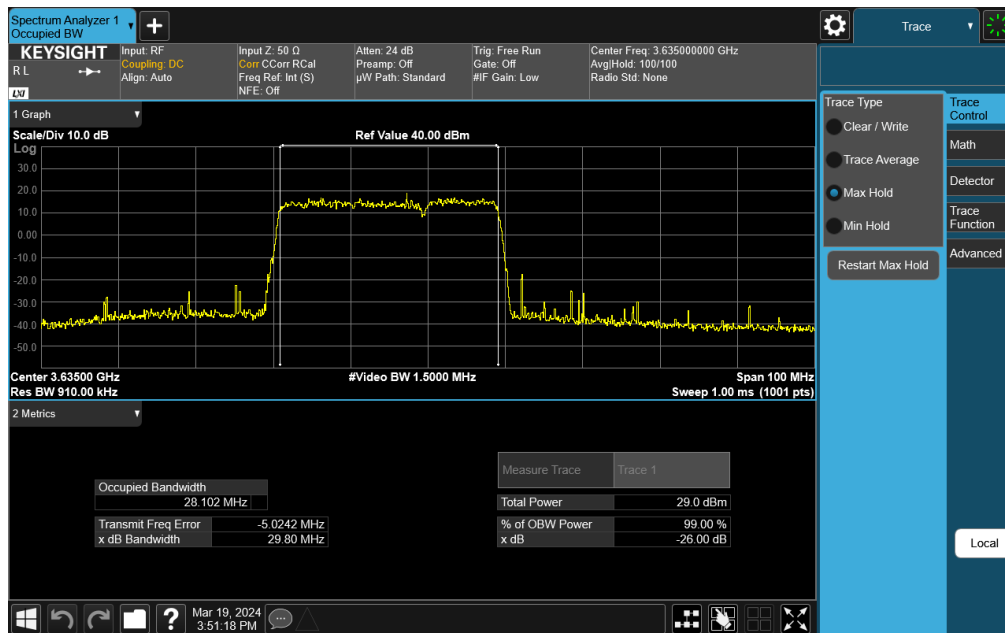 Spectrum Analyzer 1
Occupied BW
Trace
KEYSIGHT
R L
LXI
Input: RF
Coupling: DC
Align: Auto
Input Z: 50 Ω
Corr CCorr RCal
Freq Ref: Int (S)
NFE: Off
Atten: 24 dB
Preamp: Off
µW Path: Standard
Trig: Free Run
Gate: Off
#IF Gain: Low
Center Freq: 3.635000000 GHz
Avg|Hold: 100/100
Radio Std: None
1 Graph
Scale/Div 10.0 dB
Ref Value 40.00 dBm
Log
30.0
20.0
10.0
0.00
-10.0
-20.0
-30.0
-40.0
-50.0
Center 3.63500 GHz
#Video BW 1.5000 MHz
Span 100 MHz
Res BW 910.00 kHz
Sweep 1.00 ms (1001 pts)
2 Metrics
Measure Trace
Trace 1
Occupied Bandwidth
28.102 MHz
Total Power
29.0 dBm
Transmit Freq Error
-5.0242 MHz
% of OBW Power
99.00 %
x dB Bandwidth
29.80 MHz
x dB
-26.00 dB
Trace Type
Clear / Write
Trace Average
Max Hold
Min Hold
Restart Max Hold
Trace
Control
Math
Detector
Trace
Function
Advanced
Local
?
Mar 19, 2024
3:51:18 PM